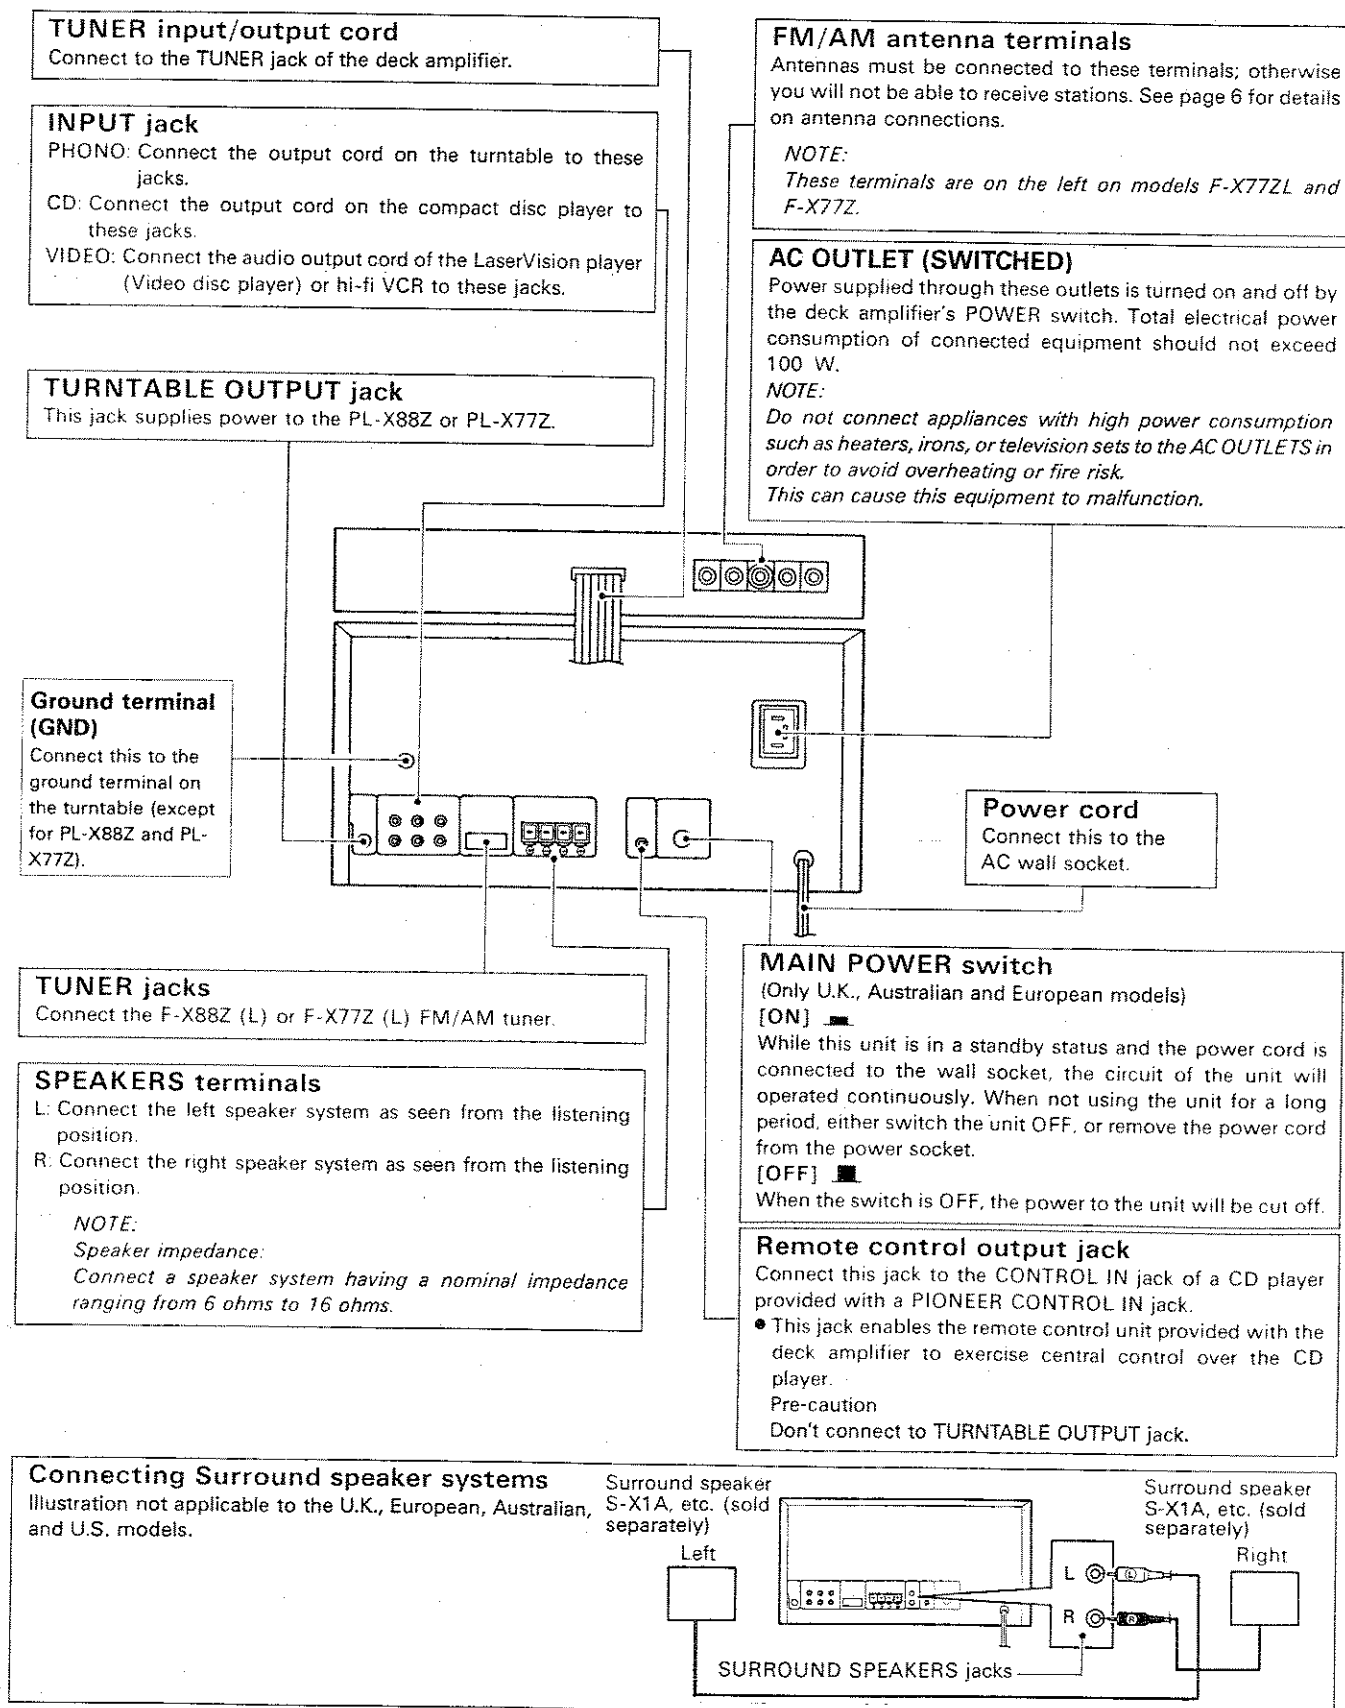 TUNER input/output cord
Connect to the TUNER jack of the deck amplifier.
INPUT jack
PHONO: Connect the output cord on the turntable to these
jacks.
CD: Connect the output cord on the compact disc player to
these jacks.
VIDEO: Connect the audio output cord of the LaserVision player
(Video disc player) or hi-fi VCR to these jacks.
TURNTABLE OUTPUT jack
This jack supplies power to the PL-X88Z or PL-X77Z.
FM/AM antenna terminals
Antennas must be connected to these terminals; otherwise
you will not be able to receive stations. See page 6 for details
on antenna connections.
NOTE:
These terminals are on the left on models F-X77ZL and
F-X77Z.
AC OUTLET (SWITCHED)
Power supplied through these outlets is turned on and off by
the deck amplifier's POWER switch. Total electrical power
consumption of connected equipment should not exceed
100 W.
NOTE:
Do not connect appliances with high power consumption
such as heaters, irons, or television sets to the AC OUTLETS in
order to avoid overheating or fire risk.
This can cause this equipment to malfunction.
Ground terminal
(GND)
Connect this to the
ground terminal on
the turntable (except
for PL-X88Z and PL-
X77Z).
Power cord
Connect this to the
AC wall socket.
TUNER jacks
Connect the F-X88Z (L) or F-X77Z (L) FM/AM tuner.
SPEAKERS terminals
L: Connect the left speaker system as seen from the listening
position.
R: Connect the right speaker system as seen from the listening
position.
NOTE:
Speaker impedance:
Connect a speaker system having a nominal impedance
ranging from 6 ohms to 16 ohms.
MAIN POWER switch
(Only U.K., Australian and European models)
[ON]
While this unit is in a standby status and the power cord is
connected to the wall socket, the circuit of the unit will
operated continuously. When not using the unit for a long
period, either switch the unit OFF, or remove the power cord
from the power socket.
[OFF]
When the switch is OFF, the power to the unit will be cut off.
Remote control output jack
Connect this jack to the CONTROL IN jack of a CD player
provided with a PIONEER CONTROL IN jack.
● This jack enables the remote control unit provided with the
deck amplifier to exercise central control over the CD
player.
Pre-caution
Don't connect to TURNTABLE OUTPUT jack.
Connecting Surround speaker systems
Illustration not applicable to the U.K., European, Australian,
and U.S. models.
Surround speaker
S-X1A, etc. (sold
separately)
Left
Surround speaker
S-X1A, etc. (sold
separately)
Right
L
L
R
R
SURROUND SPEAKERS jacks